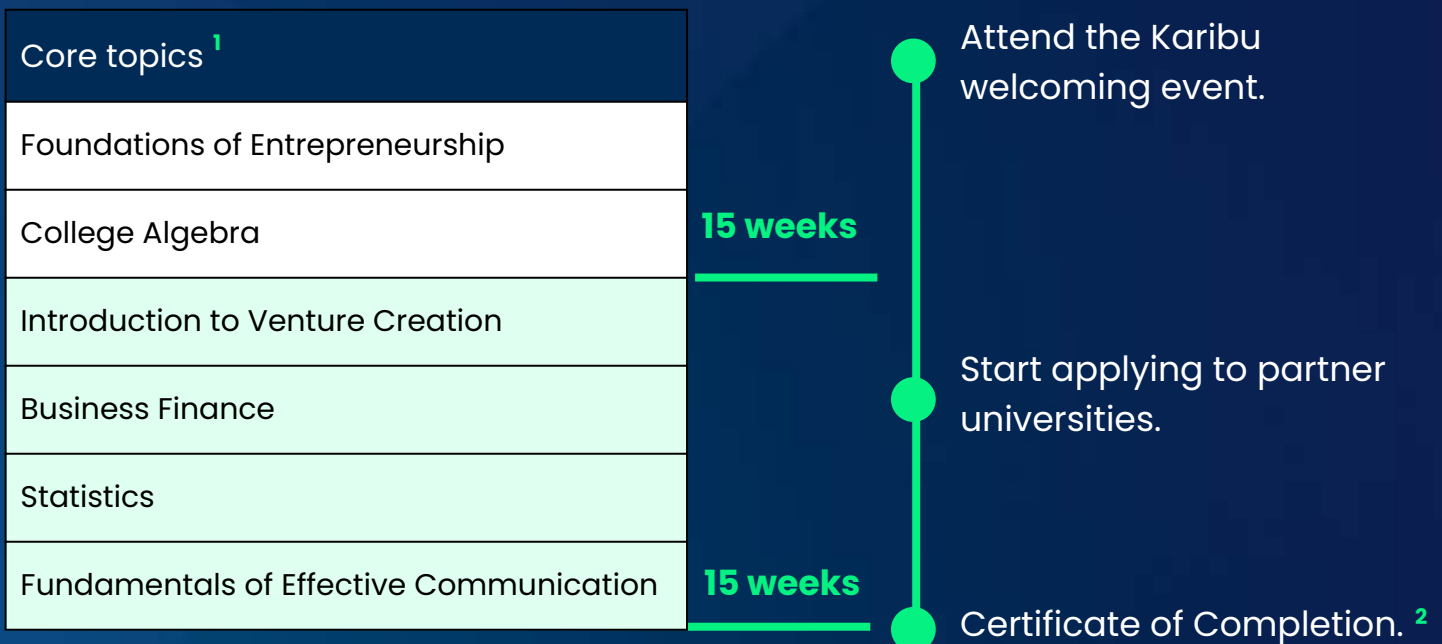 Core topics 1
Foundations of Entrepreneurship
College Algebra
Introduction to Venture Creation
Business Finance
Statistics
Fundamentals of Effective Communication
15 weeks
15 weeks
Attend the Karibu
welcoming event.
Start applying to partner
universities.
Certificate of Completion. 2